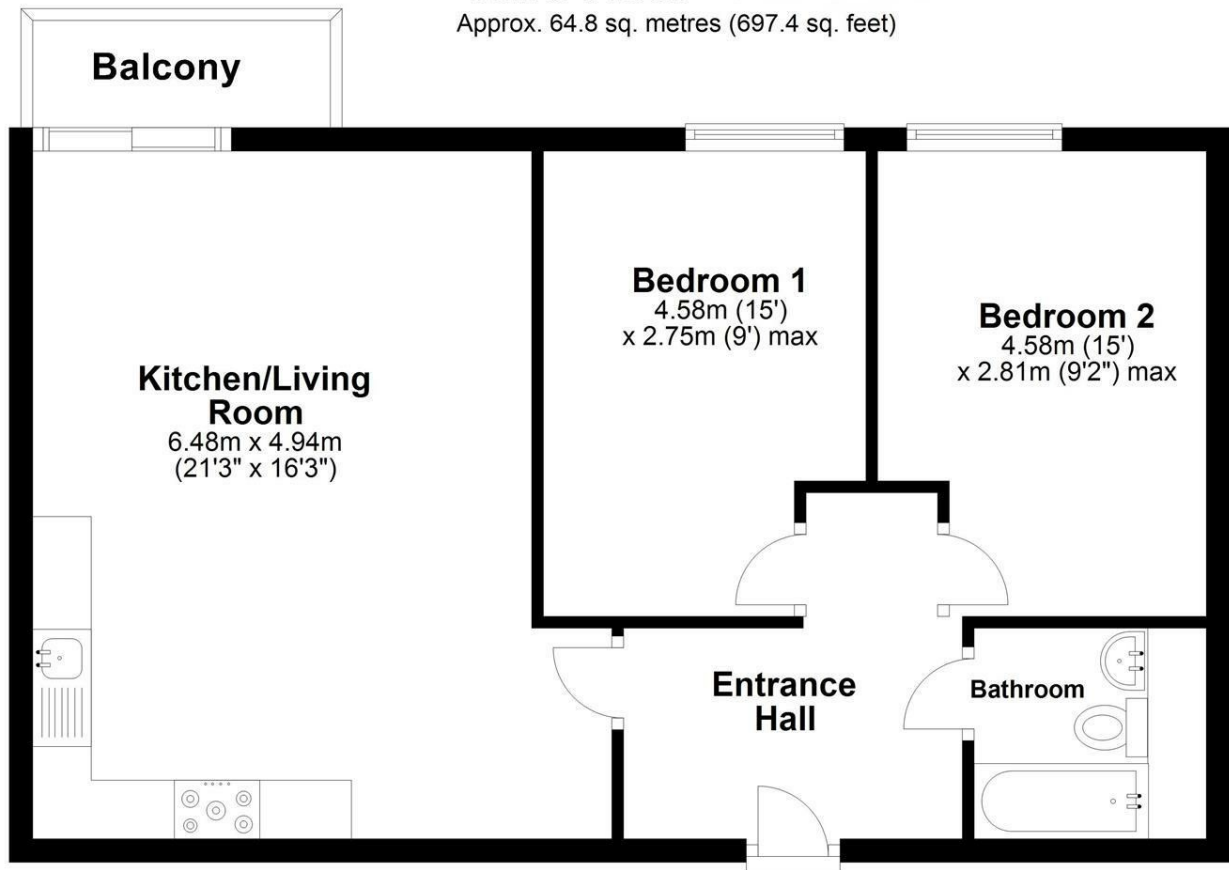 Approx. 64.8 sq. metres (697.4 sq. feet)
Balcony
Bedroom 1
4.58m (15')
x 2.75m (9') max
Bedroom 2
4.58m (15')
x 2.81m (9'2") max
Kitchen/Living
Room
6.48m x 4.94m
(21'3" x 16'3")
Entrance
Hall
Bathroom